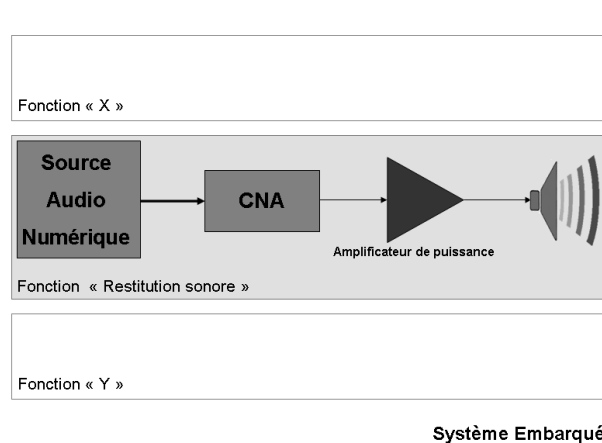 Fonction « X »
Source
Audio
Numérique
CNA
Amplificateur de puissance
Fonction « Restitution sonore »
Fonction « Y »
Système Embarqué